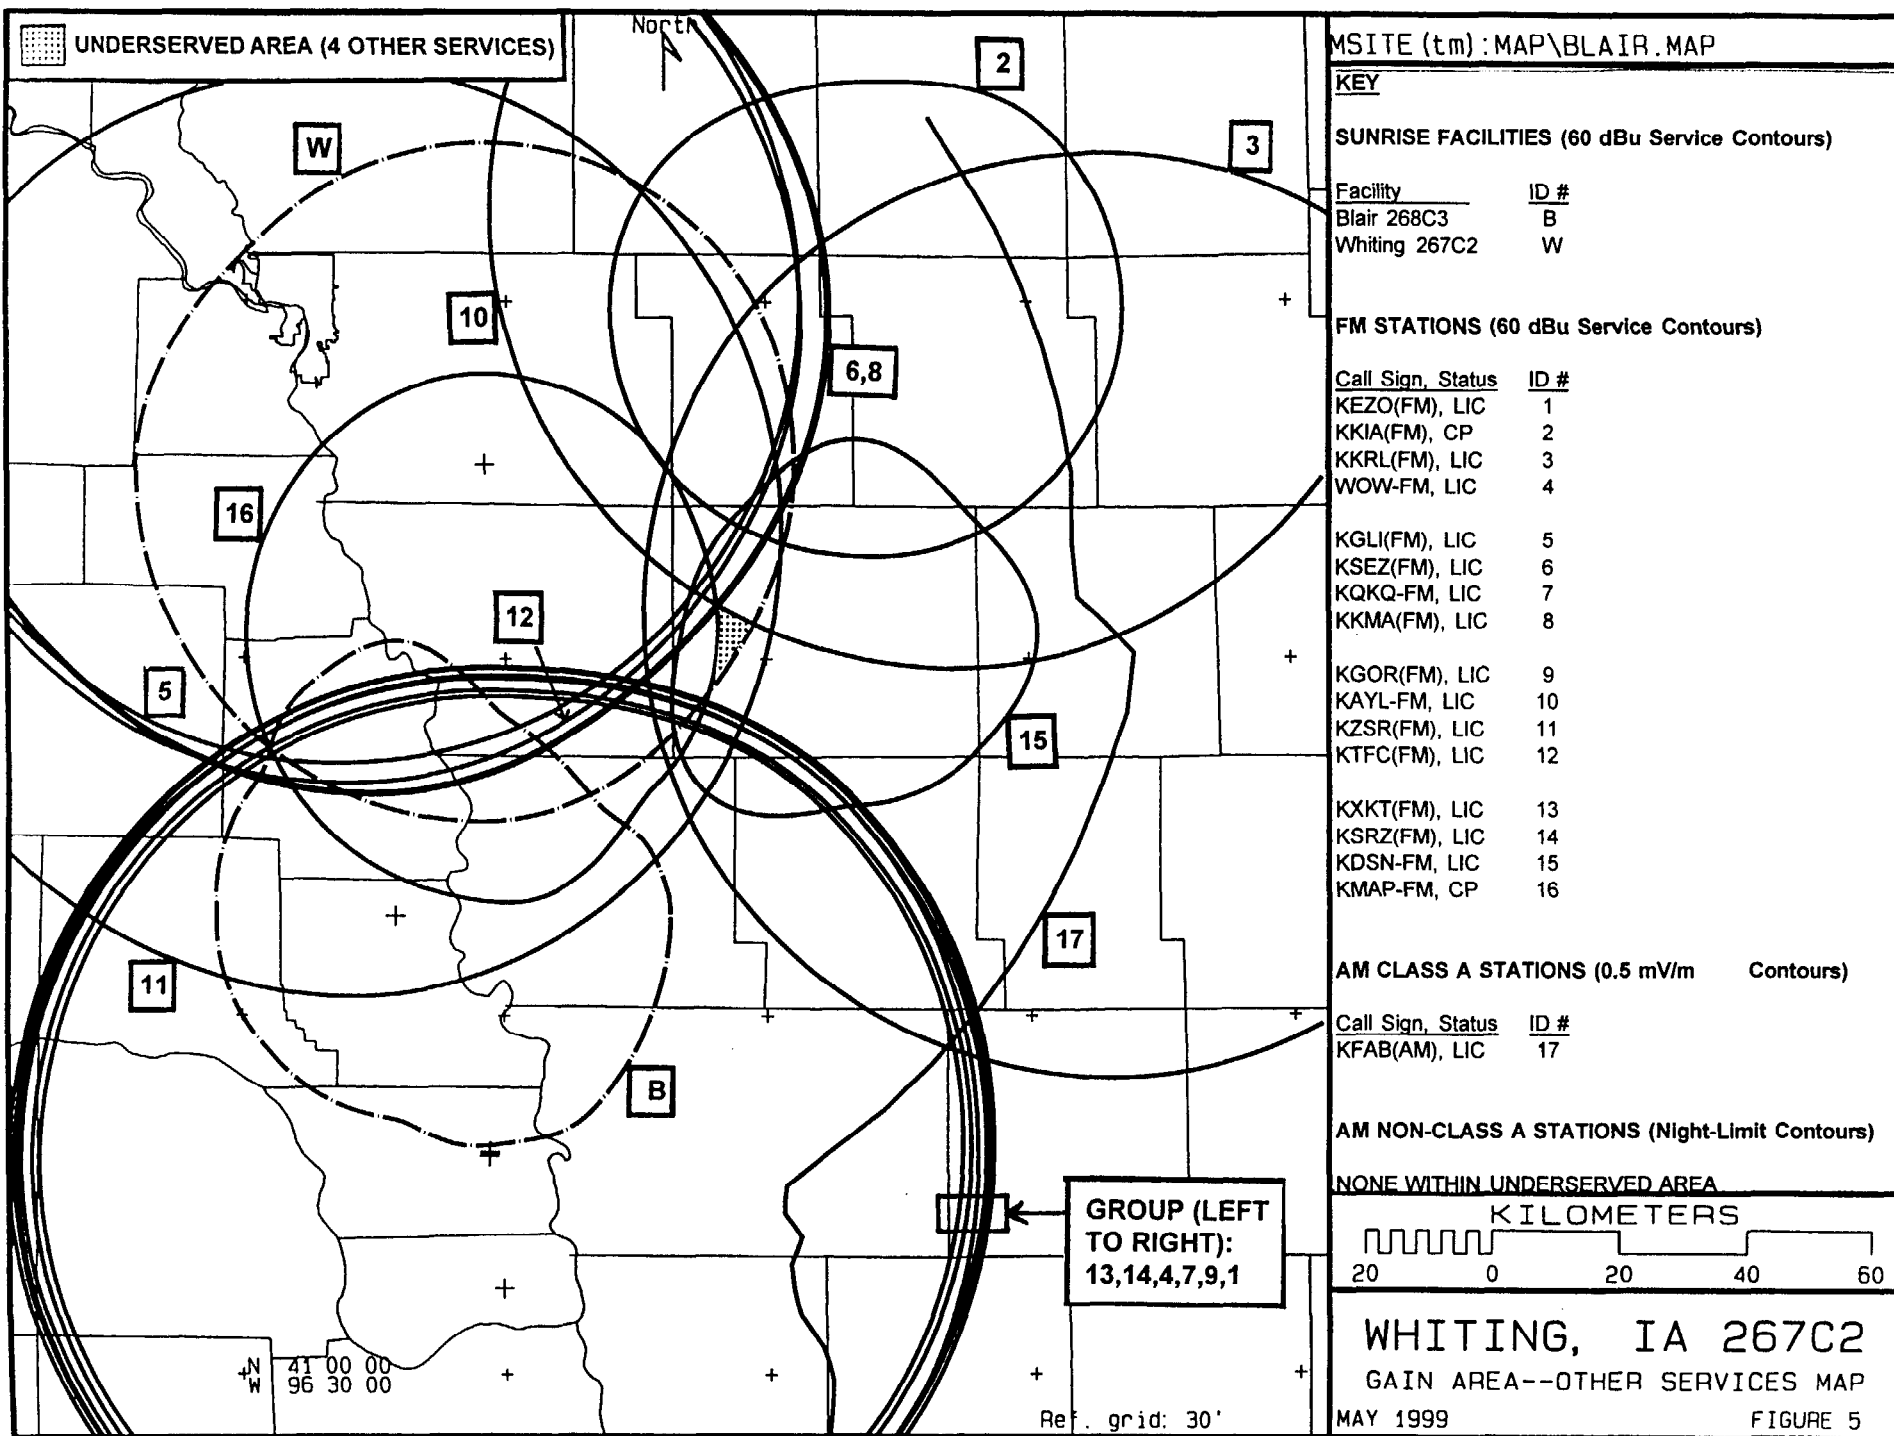 UNDERSERVED AREA (4 OTHER SERVICES)
North
2
W
3
10
6,8
16
12
5
15
17
11
B
GROUP (LEFT
TO RIGHT):
13,14,4,7,9,1
N 41 00 00
W 96 30 00
Ref. grid: 30'
MSITE(tm):MAP\BLAIR.MAP
KEY
SUNRISE FACILITIES (60 dBu Service Contours)
Facility ID #
Blair 268C3 B
Whiting 267C2 W
FM STATIONS (60 dBu Service Contours)
Call Sign, Status ID #
KEZO(FM), LIC 1
KKIA(FM), CP 2
KKRL(FM), LIC 3
WOW-FM, LIC 4
KGLI(FM), LIC 5
KSEZ(FM), LIC 6
KQKQ-FM, LIC 7
KKMA(FM), LIC 8
KGOR(FM), LIC 9
KAYL-FM, LIC 10
KZSR(FM), LIC 11
KTFC(FM), LIC 12
KXKT(FM), LIC 13
KSRZ(FM), LIC 14
KDSN-FM, LIC 15
KMAP-FM, CP 16
AM CLASS A STATIONS (0.5 mV/m Contours)
Call Sign, Status ID #
KFAB(AM), LIC 17
AM NON-CLASS A STATIONS (Night-Limit Contours)
NONE WITHIN UNDERSERVED AREA
KILOMETERS
20 0 20 40 60
WHITING, IA 267C2
GAIN AREA--OTHER SERVICES MAP
MAY 1999 FIGURE 5